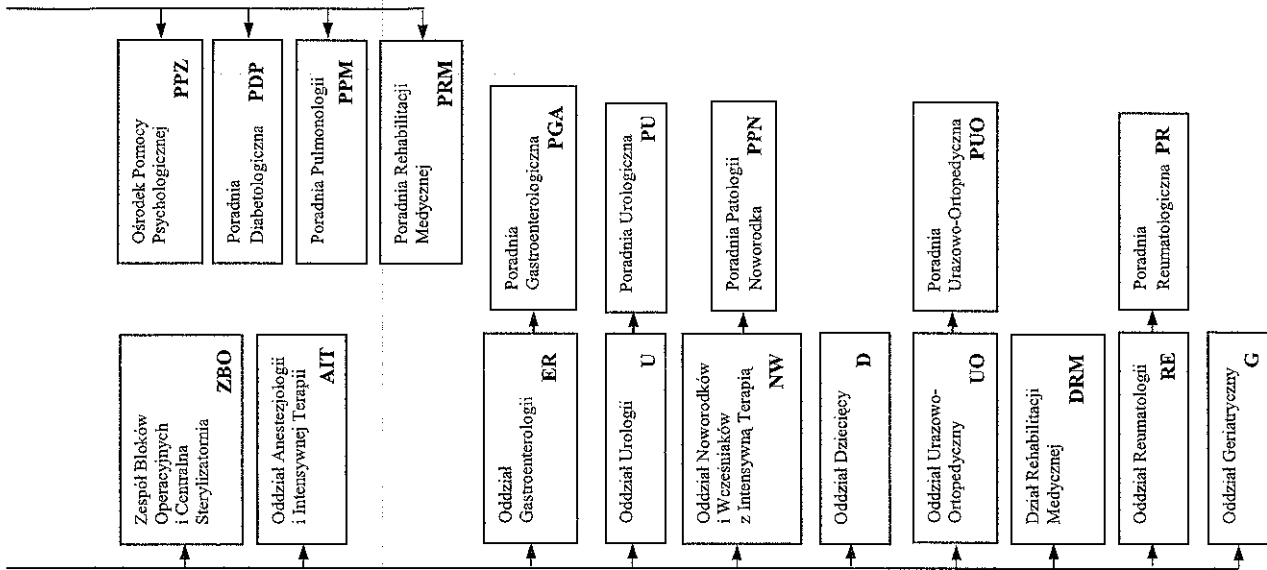 Ośrodek Pomocy
Psychologicznej
PPZ
Poradnia
Diabetologiczna
PDP
Poradnia Pulmonologii
PPM
Poradnia Rehabilitacji
Medycznej
PRM
Zespół Bloków
Operacyjnych
i Centralna
Sterylizatornia
ZBO
Oddział Anestezjologii
i Intensywnej Terapii
AIT
Oddział
Gastroenterologii
ER
Poradnia
Gastroenterologiczna
PGA
Oddział Urologii
U
Poradnia Urologiczna
PU
Oddział Noworodków
i Wcześniaków
z Intensywną Terapią
NW
Poradnia Patologii
Noworodka
PPN
Oddział Dziecięcy
D
Oddział Urazowo-
Ortopedyczny
UO
Poradnia
Urazowo-Ortopedyczna
PUO
Dział Rehabilitacji
Medycznej
DRM
Oddział Reumatologii
RE
Poradnia
Reumatologiczna PR
Oddział Geriatryczny
G